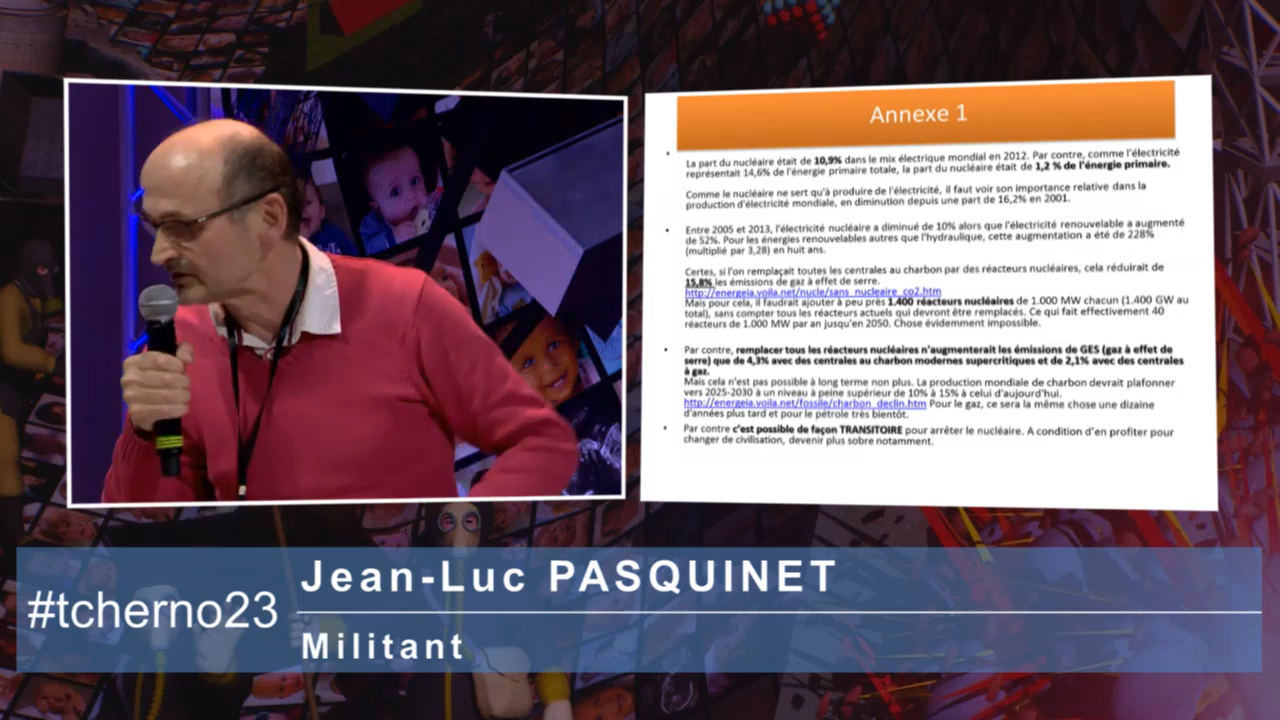 Annexe 1
La part du nucléaire était de 10,9% dans le mix électrique mondial en 2012. Par contre, comme l'électricité
représentait 14,6% de l'énergie primaire totale, la part du nucléaire était de 1,2 % de l'énergie primaire.
Comme le nucléaire ne sert qu'à produire de l'électricité, il faut voir son importance relative dans la
production d'électricité mondiale, en diminution depuis une part de 16,2% en 2001.
Entre 2005 et 2013, l'électricité nucléaire a diminué de 10% alors que l'électricité renouvelable a augmenté
de 52%. Pour les énergies renouvelables autres que l'hydraulique, cette augmentation a été de 228%
(multiplié par 3,28) en huit ans.
Certes, si l'on remplaçait toutes les centrales au charbon par des réacteurs nucléaires, cela réduirait de
15,8% les émissions de gaz à effet de serre.
http://energeia.voila.net/nucle/sans_nucleaire_co2.htm
Mais pour cela, il faudrait ajouter à peu près 1.400 réacteurs nucléaires de 1.000 MW chacun (1.400 GW au
total), sans compter tous les réacteurs actuels qui devront être remplacés. Ce qui fait effectivement 40
réacteurs de 1.000 MW par an jusqu'en 2050. Chose évidemment impossible.
Par contre, remplacer tous les réacteurs nucléaires n'augmenterait les émissions de GES (gaz à effet de
serre) que de 4,3% avec des centrales au charbon modernes supercritiques et de 2,1% avec des centrales
à gaz.
Mais cela n'est pas possible à long terme non plus. La production mondiale de charbon devrait plafonner
vers 2025-2030 à un niveau à peine supérieur de 10% à 15% à celui d'aujourd'hui.
http://energeia.voila.net/fossile/charbon_declin.htm Pour le gaz, ce sera la même chose une dizaine
d'années plus tard et pour le pétrole très bientôt.
Par contre c'est possible de façon TRANSITOIRE pour arrêter le nucléaire. A condition d'en profiter pour
changer de civilisation, devenir plus sobre notamment.
#tcherno23
Jean-Luc PASQUINET
Militant